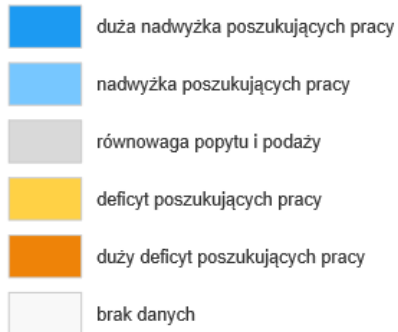 duża nadwyżka poszukujących pracy
nadwyżka poszukujących pracy
równowaga popytu i podaży
deficyt poszukujących pracy
duży deficyt poszukujących pracy
brak danych